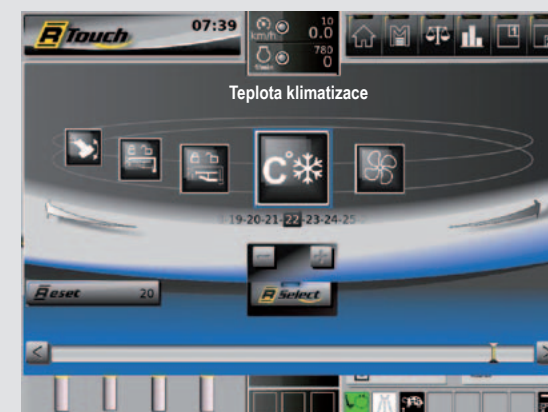 R Touch
07:39
km/h
10
0.0
780
0
Teplota klimatizace
C°
19-20-21-22-23-24-25
-
+
Reset 20
R Select
<
>